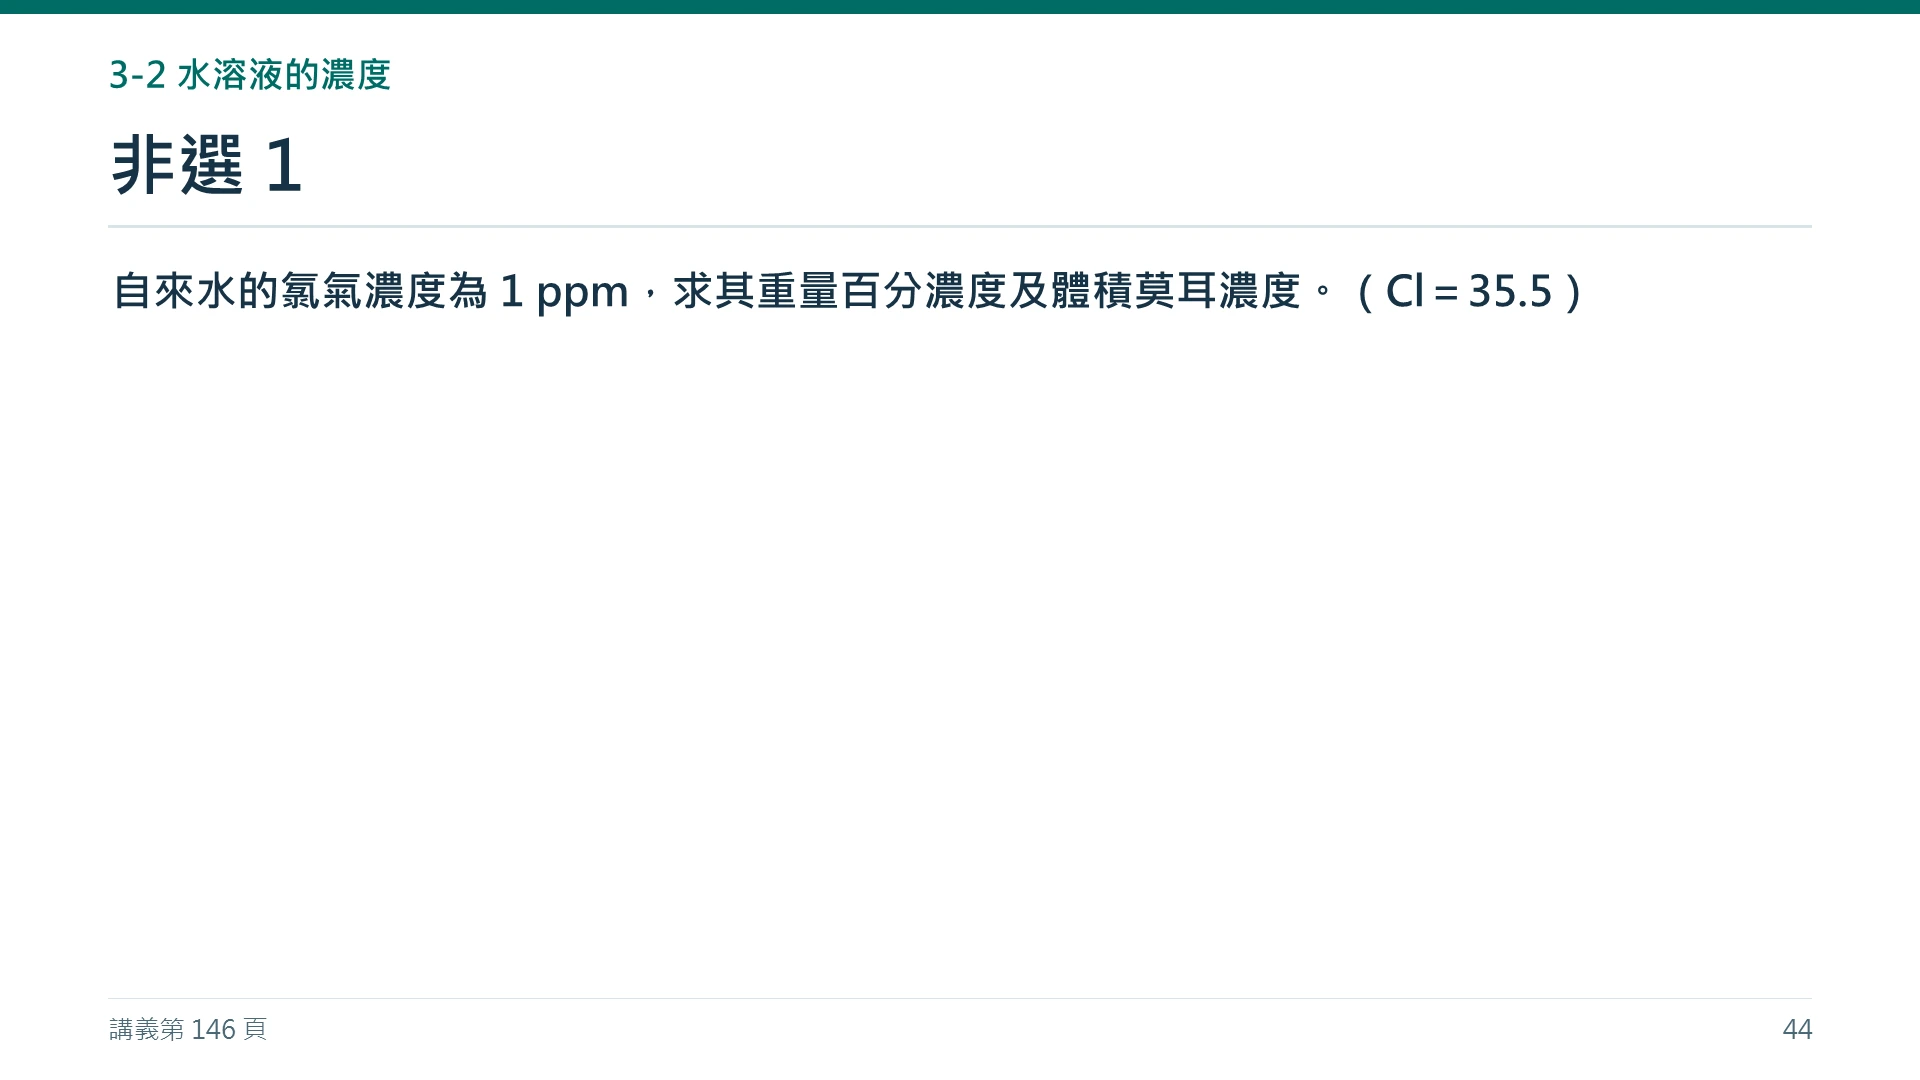 3-2 水溶液的濃度
非選 1
自來水的氯氣濃度為 1 ppm，求其重量百分濃度及體積莫耳濃度。（Cl = 35.5）
講義第 146 頁
44